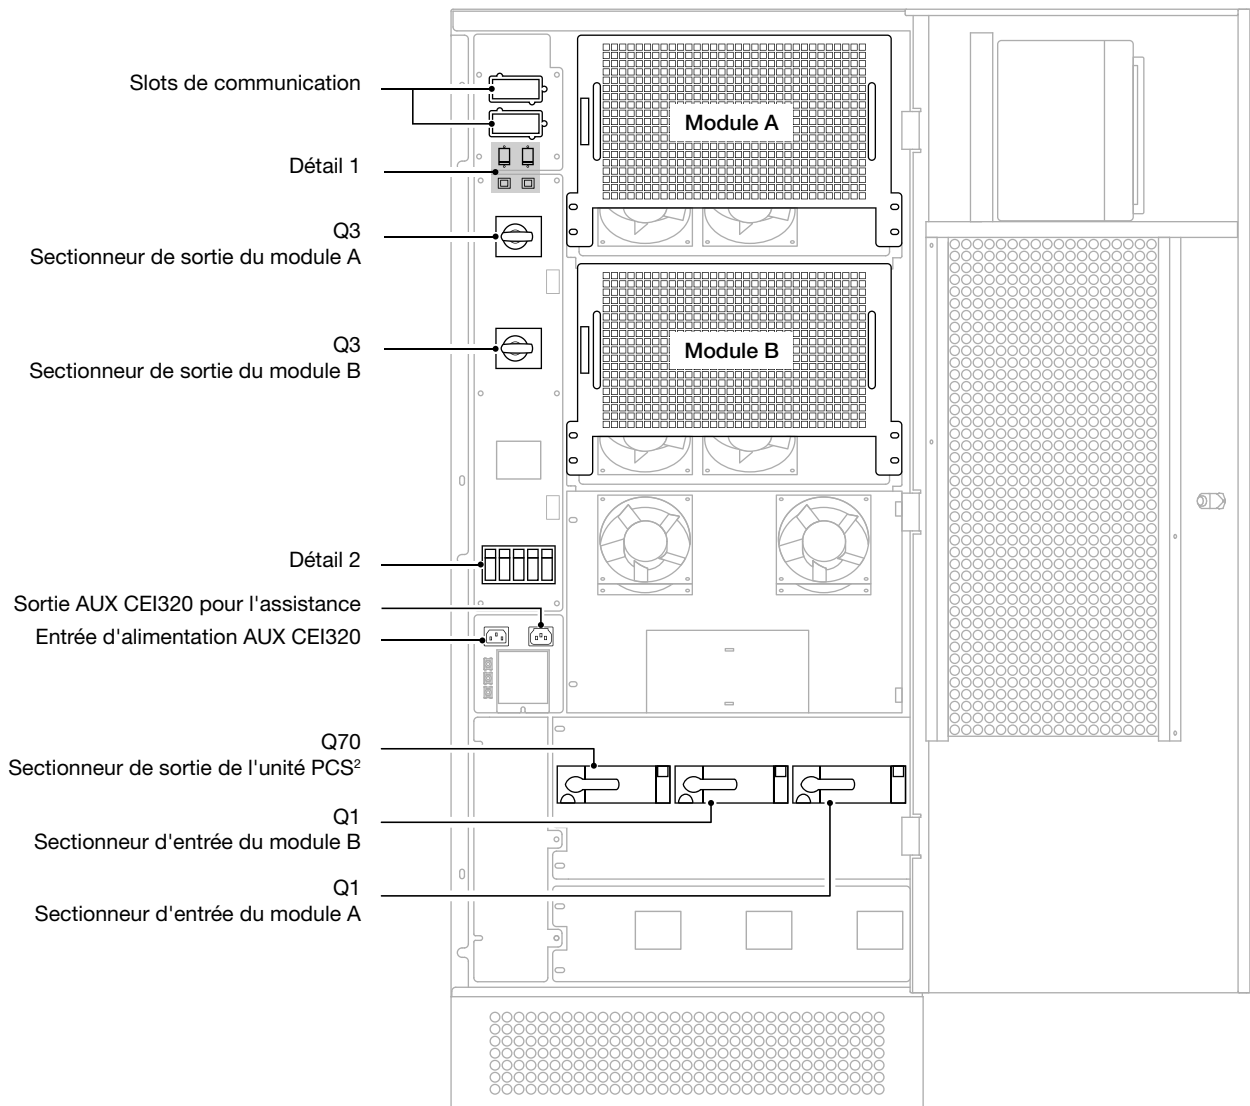 Slots de communication
Module A
Détail 1
Q3
Sectionneur de sortie du module A
Q3
Sectionneur de sortie du module B
Module B
Détail 2
Sortie AUX CEI320 pour l'assistance
Entrée d'alimentation AUX CEI320
Q70
Sectionneur de sortie de l'unité PCS²
Q1
Sectionneur d'entrée du module B
Q1
Sectionneur d'entrée du module A